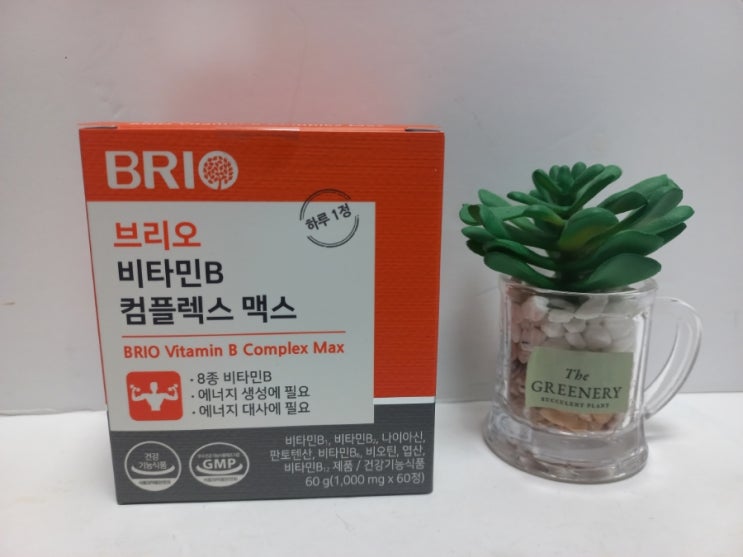 BRIO
하루 1정
브리오
비타민B
컴플렉스 맥스
BRIO Vitamin B Complex Max
· 8종 비타민B
· 에너지 생성에 필요
· 에너지 대사에 필요
비타민B₁, 비타민B₂, 나이아신,
판토텐산, 비타민B₆, 비오틴, 엽산,
비타민B₁₂ 제품 / 건강기능식품
60 g(1,000 mg x 60정)
건강
기능식품
GMP
The
GREENERY
SUCCULENT PLANT